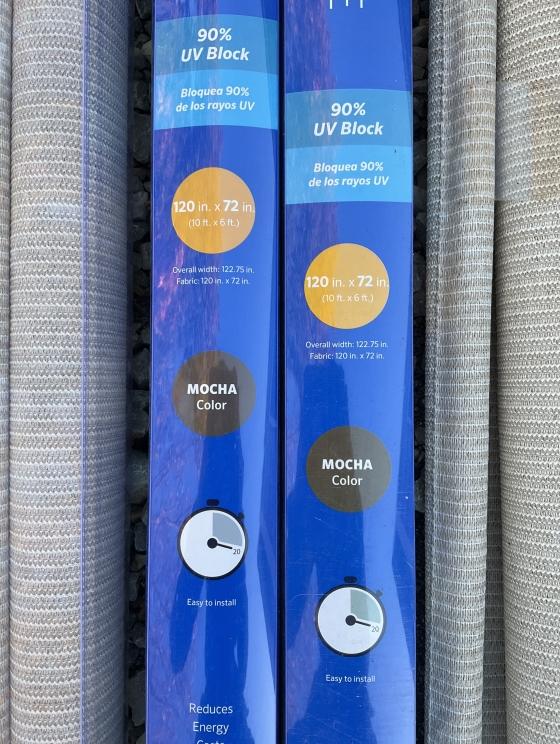 90%
UV Block
Bloquea 90%
de los rayos UV
120 in. x 72 in.
(10 ft. x 6 ft.)
Overall width: 122.75 in.
Fabric: 120 in. x 72 in.
MOCHA
Color
20
Easy to install
Reduces
Energy
Costs
90%
UV Block
Bloquea 90%
de los rayos UV
120 in. x 72 in.
(10 ft. x 6 ft.)
Overall width: 122.75 in.
Fabric: 120 in. x 72 in.
MOCHA
Color
20
Easy to install